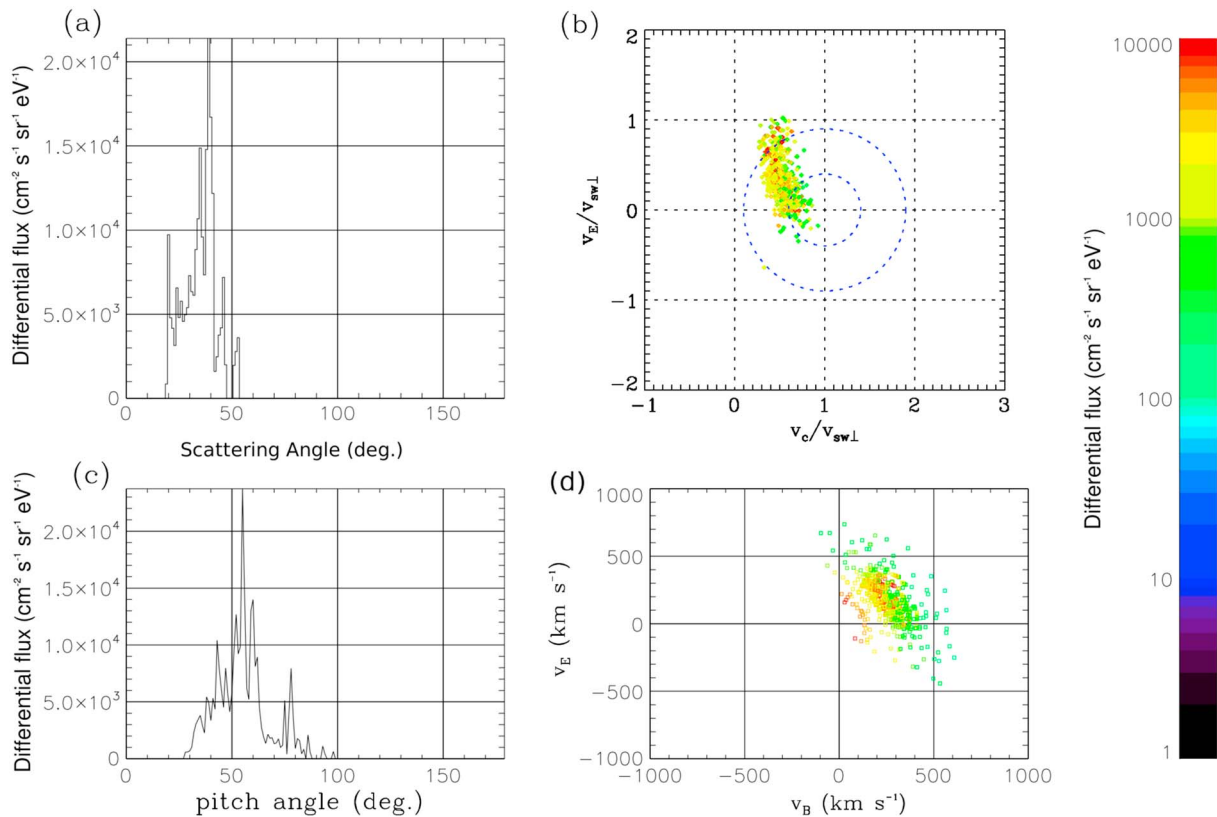 (a)
Differential flux (cm⁻² s⁻¹ sr⁻¹ eV⁻¹)
2.0×10⁴
1.5×10⁴
1.0×10⁴
5.0×10³
0
0 50 100 150
Scattering Angle (deg.)
(b)
v_E/v_sw⊥
2
1
0
−1
−2
−1 0 1 2 3
v_c/v_sw⊥
(c)
Differential flux (cm⁻² s⁻¹ sr⁻¹ eV⁻¹)
2.0×10⁴
1.5×10⁴
1.0×10⁴
5.0×10³
0
0 50 100 150
pitch angle (deg.)
(d)
v_E (km s⁻¹)
1000
500
0
−500
−1000
−1000 −500 0 500 1000
v_B (km s⁻¹)
Differential flux (cm⁻² s⁻¹ sr⁻¹ eV⁻¹)
10000
1000
100
10
1